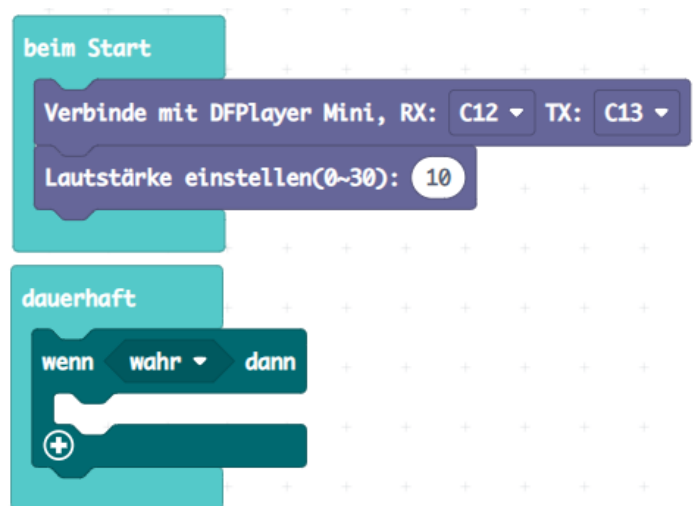 beim Start
Verbinde mit DFPlayer Mini, RX: C12 TX: C13
Lautstärke einstellen(0~30): 10
dauerhaft
wenn wahr dann